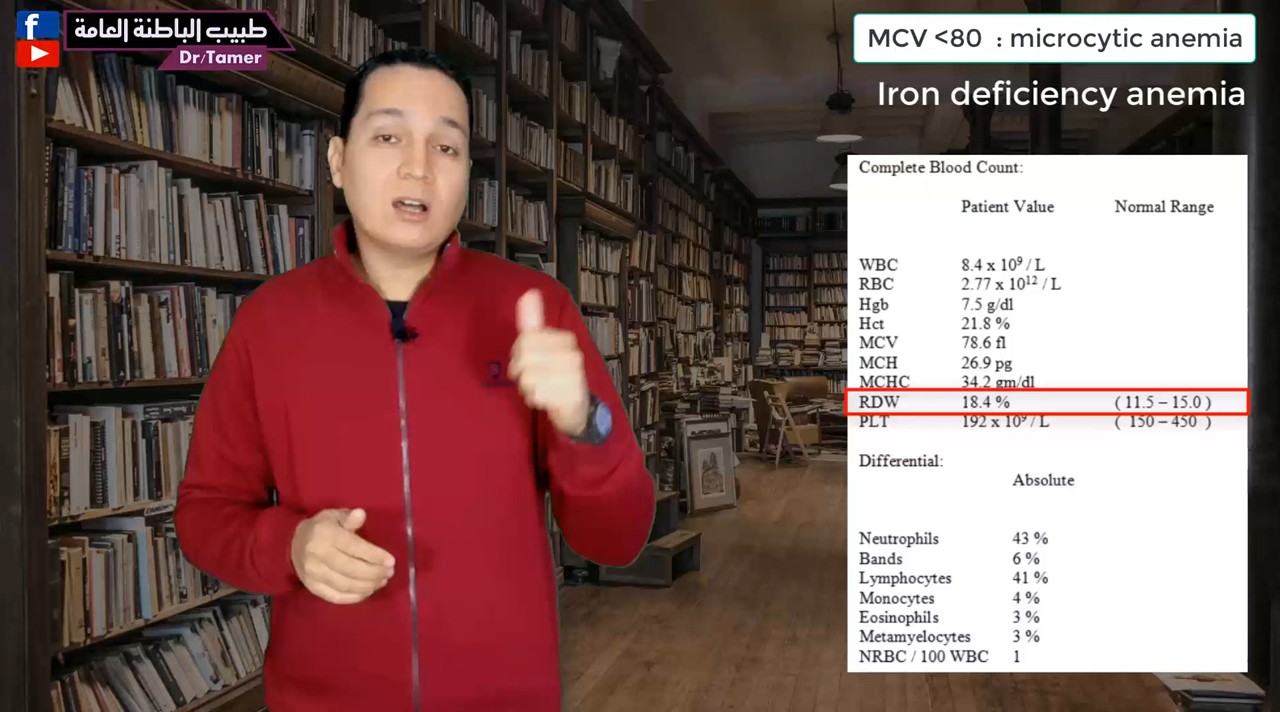 f
طبيب الباطنة العامة
Dr/Tamer
MCV <80 : microcytic anemia
Iron deficiency anemia
Complete Blood Count:
Patient Value Normal Range
WBC 8.4 x 10⁹ / L
RBC 2.77 x 10¹² / L
Hgb 7.5 g/dl
Hct 21.8 %
MCV 78.6 fl
MCH 26.9 pg
MCHC 34.2 gm/dl
RDW 18.4 % ( 11.5 – 15.0 )
PLT 192 x 10⁹ / L ( 150 – 450 )
Differential:
Absolute
Neutrophils 43 %
Bands 6 %
Lymphocytes 41 %
Monocytes 4 %
Eosinophils 3 %
Metamyelocytes 3 %
NRBC / 100 WBC 1